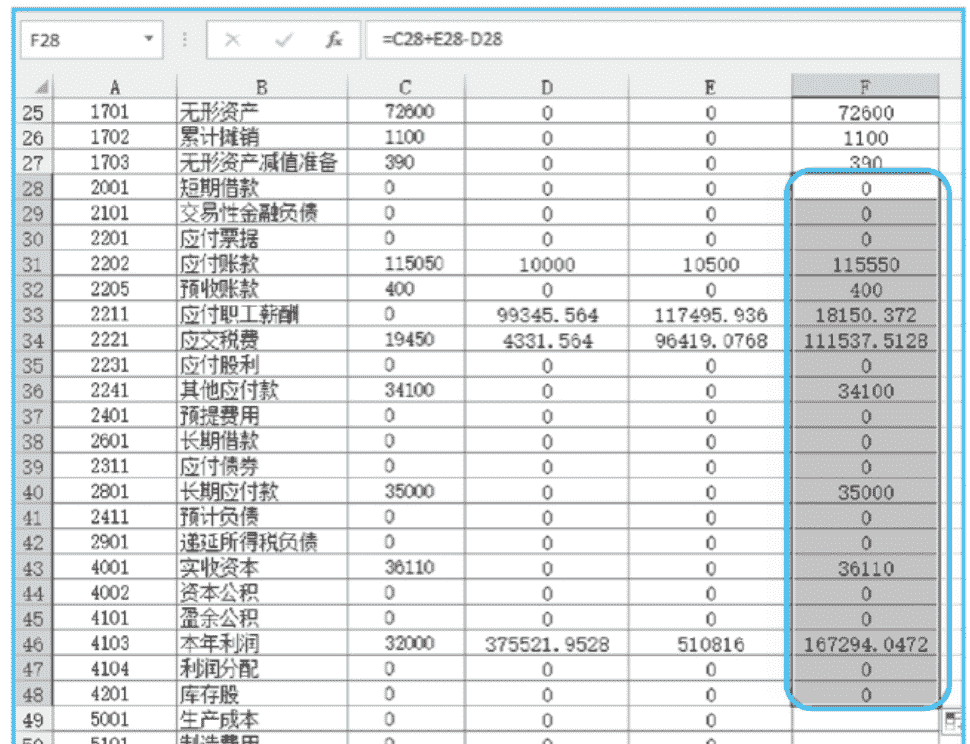 F28 fx =C28+E28-D28
A B C D E F
25 1701 无形资产 72600 0 0 72600
26 1702 累计摊销 1100 0 0 1100
27 1703 无形资产减值准备 390 0 0 390
28 2001 短期借款 0 0 0 0
29 2101 交易性金融负债 0 0 0 0
30 2201 应付票据 0 0 0 0
31 2202 应付账款 115050 10000 10500 115550
32 2205 预收账款 400 0 0 400
33 2211 应付职工薪酬 0 99345.564 117495.936 18150.372
34 2221 应交税费 19450 4331.564 96419.0768 111537.5128
35 2231 应付股利 0 0 0 0
36 2241 其他应付款 34100 0 0 34100
37 2401 预提费用 0 0 0 0
38 2601 长期借款 0 0 0 0
39 2311 应付债券 0 0 0 0
40 2801 长期应付款 35000 0 0 35000
41 2411 预计负债 0 0 0 0
42 2901 递延所得税负债 0 0 0 0
43 4001 实收资本 36110 0 0 36110
44 4002 资本公积 0 0 0 0
45 4101 盈余公积 0 0 0 0
46 4103 本年利润 32000 375521.9528 510816 167294.0472
47 4104 利润分配 0 0 0 0
48 4201 库存股 0 0 0 0
49 5001 生产成本 0 0 0
50 5101 制造费用 0 0 0